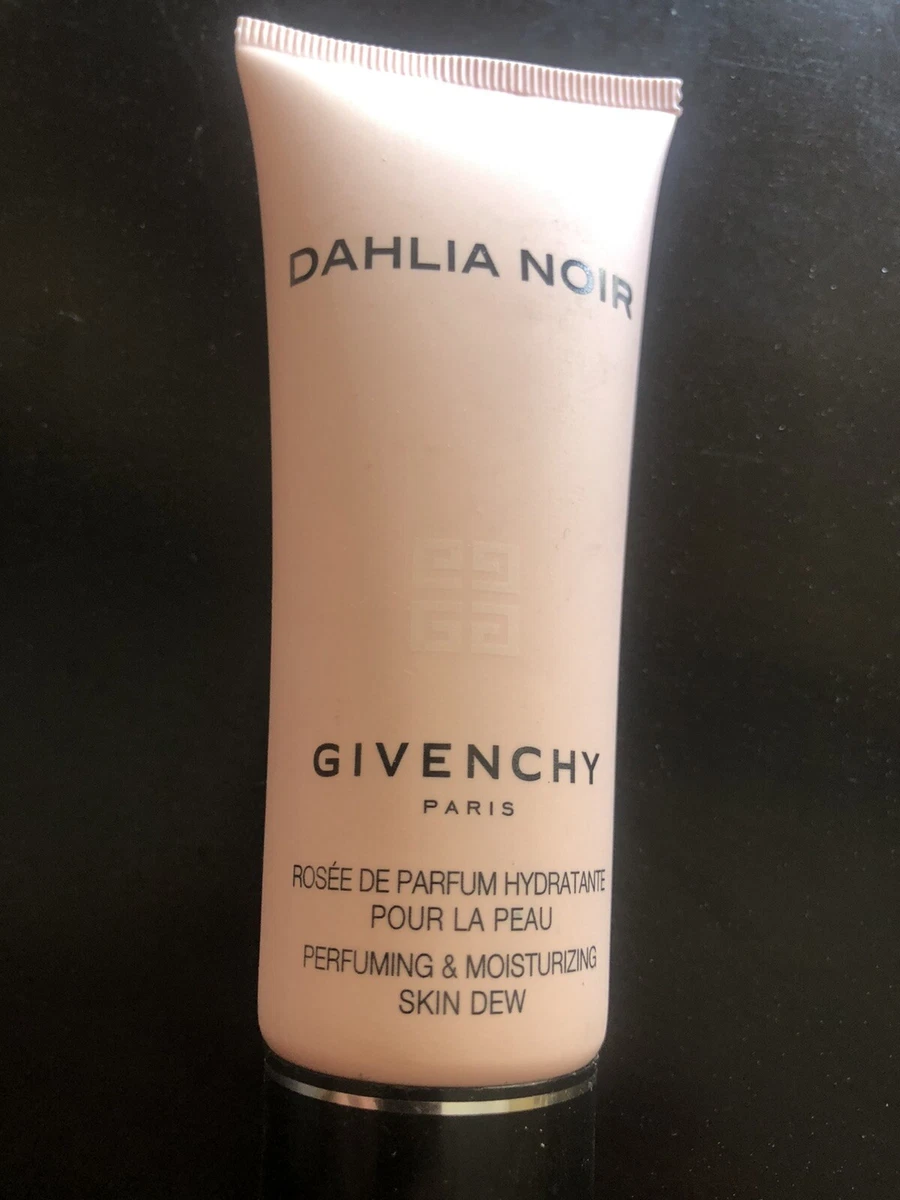 DAHLIA NOIR
GIVENCHY
PARIS
ROSÉE DE PARFUM HYDRATANTE
POUR LA PEAU
PERFUMING & MOISTURIZING
SKIN DEW